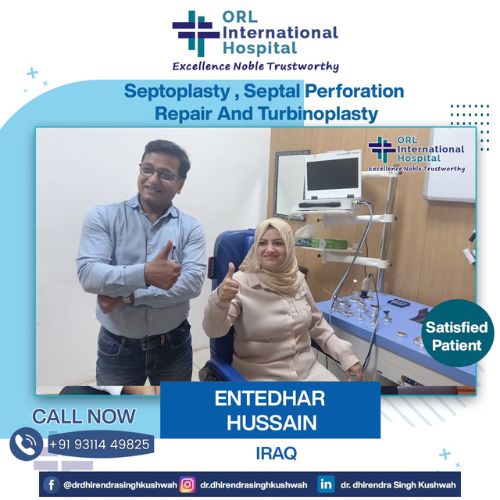 ORL
International
Hospital
Excellence Noble Trustworthy
Septoplasty , Septal Perforation
Repair And Turbinoplasty
ORL
International
Hospital
Excellence Noble Trustworthy
Satisfied
Patient
ENTEDHAR
HUSSAIN
IRAQ
CALL NOW
+91 93114 49825
@drdhirendrasinghkushwah
dr.dhirendrasinghkushwah
dr. dhirendra Singh Kushwah